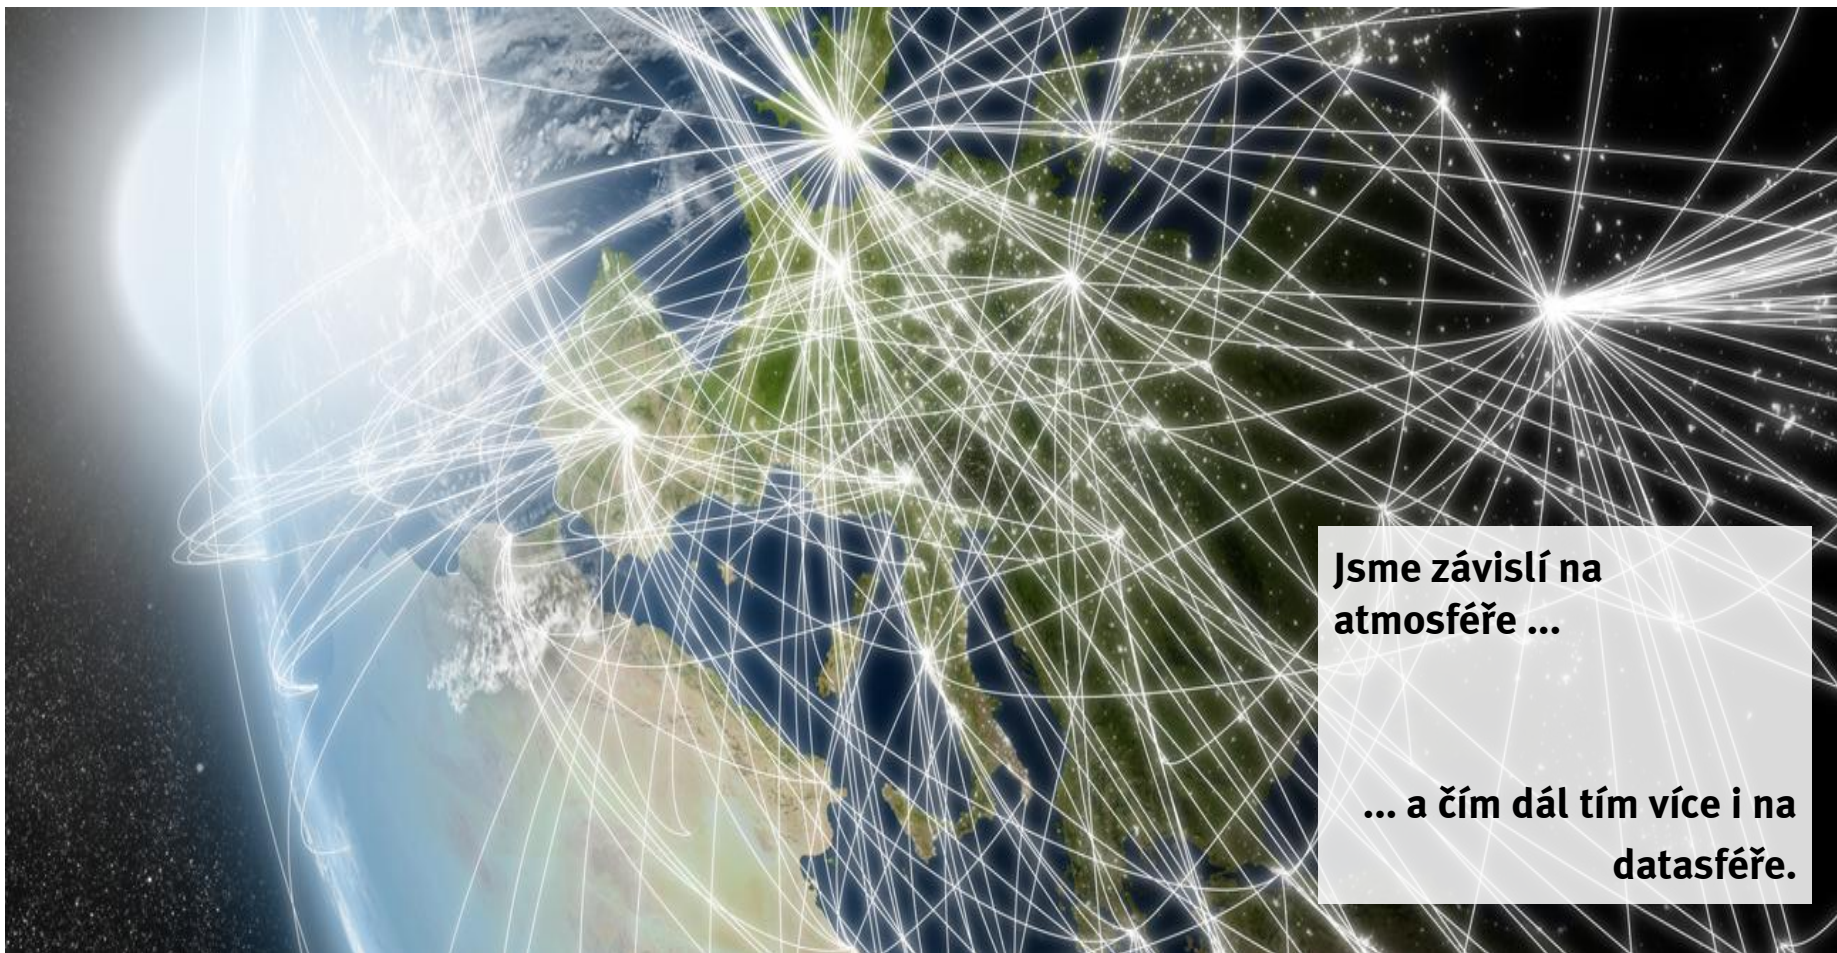 Jsme závislí na
atmosféře ...
... a čím dál tím více i na
datasféře.